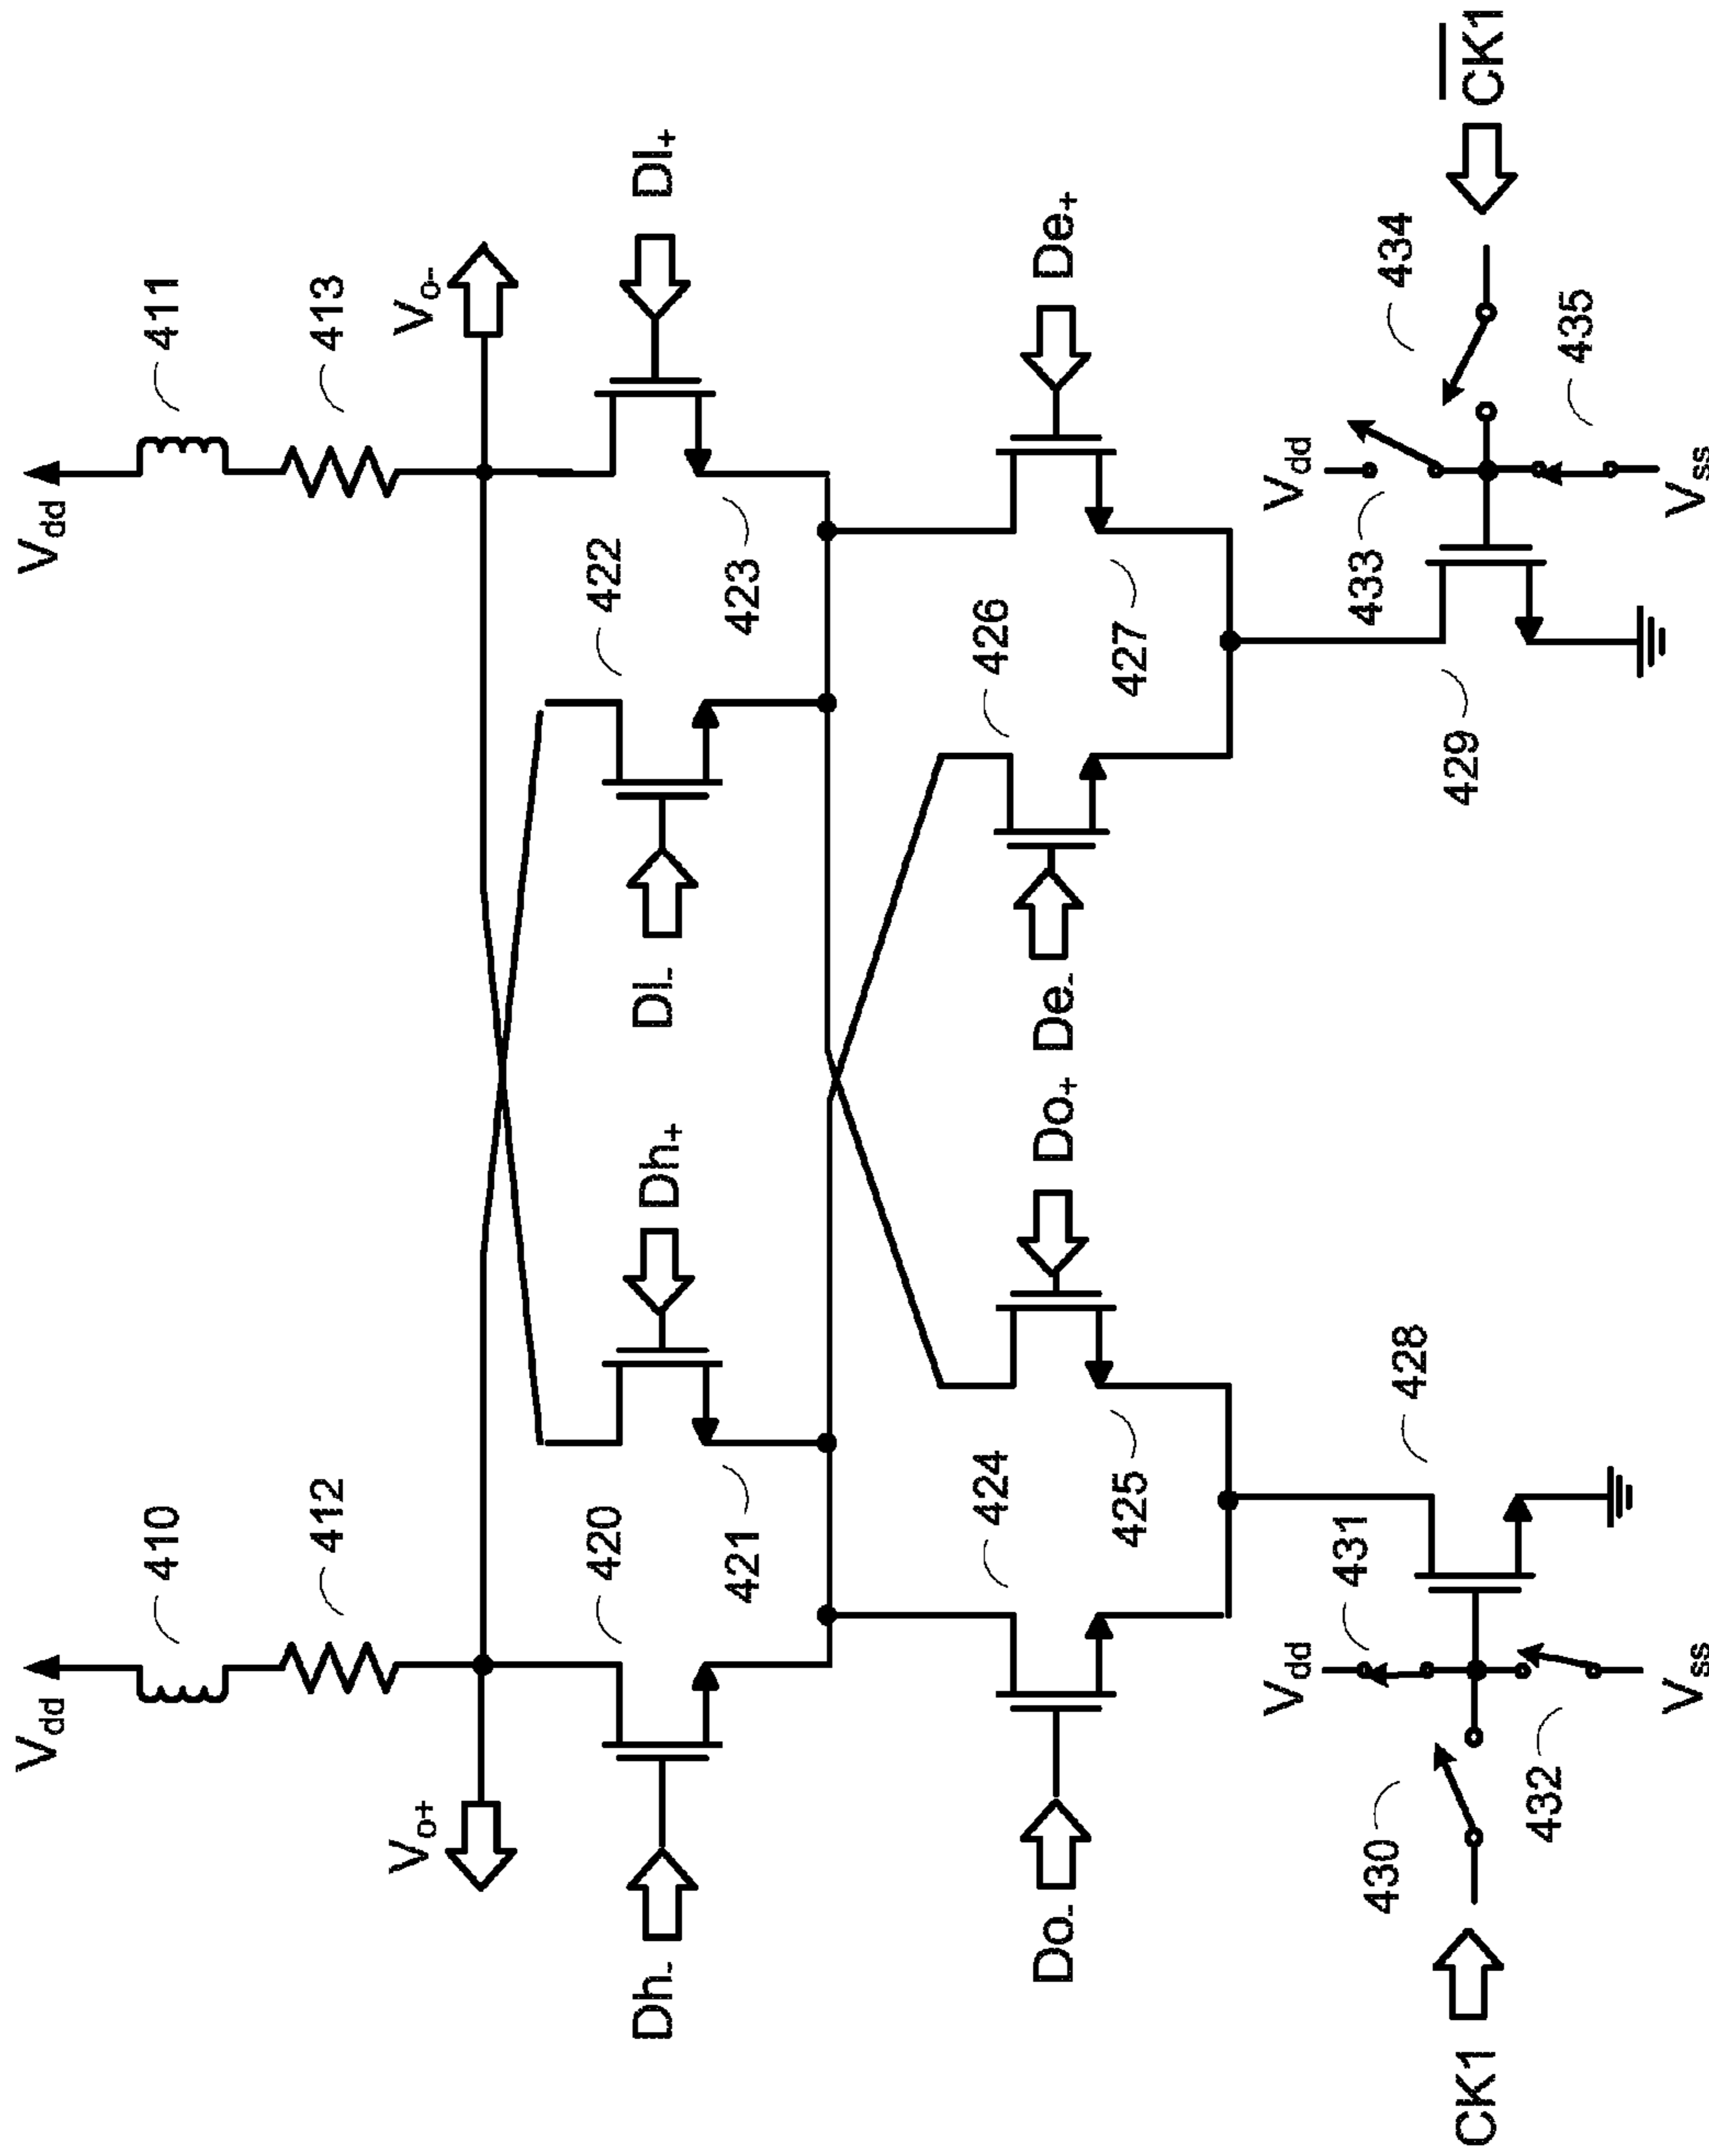 Vdd
Vdd
410
411
412
413
Vo+
Vo-
420
422
Dh-
Dh+
Dl-
Dl+
421
423
424
426
Do-
Do+
De-
De+
425
427
428
429
431
Vdd
433
Vdd
434
430
CK1
CK1
432
Vss
Vss
435